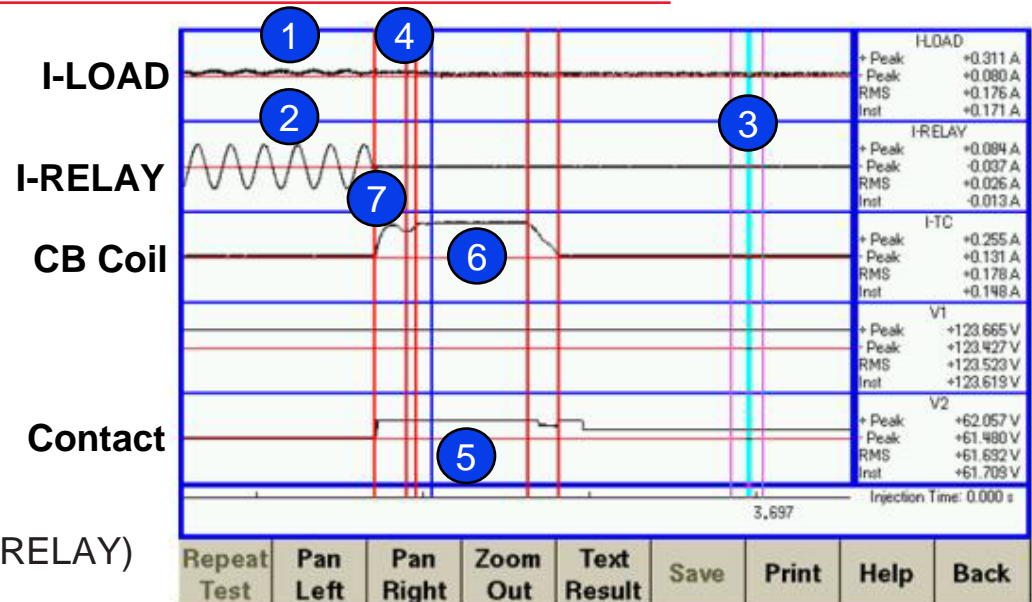 1
4
I-LOAD
I-LOAD
+ Peak +0.311 A
- Peak +0.080 A
RMS +0.176 A
Inst +0.171 A
2
3
I-RELAY
I-RELAY
+ Peak +0.084 A
- Peak -0.037 A
RMS +0.026 A
Inst -0.013 A
7
CB Coil
6
I-TC
+ Peak +0.255 A
- Peak +0.131 A
RMS +0.178 A
Inst +0.148 A
V1
+ Peak +123.665 V
- Peak +123.427 V
RMS +123.523 V
Inst +123.619 V
Contact
5
V2
+ Peak +62.057 V
- Peak +61.480 V
RMS +61.692 V
Inst +61.709 V
Injection Time: 0.000 s
3.697
RELAY)
Repeat Test
Pan Left
Pan Right
Zoom Out
Text Result
Save
Print
Help
Back